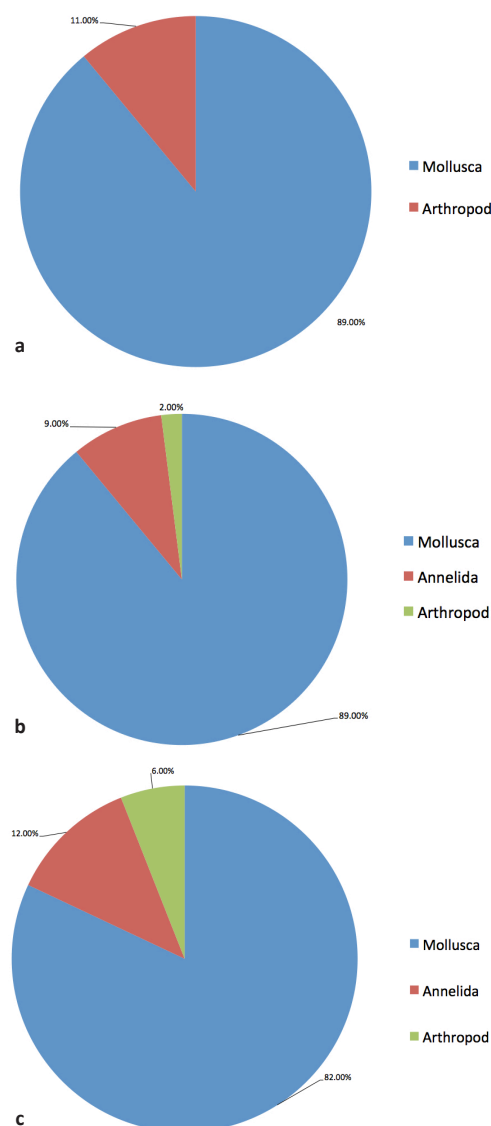 11.00%
Mollusca
Arthropod
89.00%
a
2.00%
9.00%
Mollusca
Annelida
Arthropod
89.00%
b
6.00%
12.00%
Mollusca
Annelida
Arthropod
82.00%
c